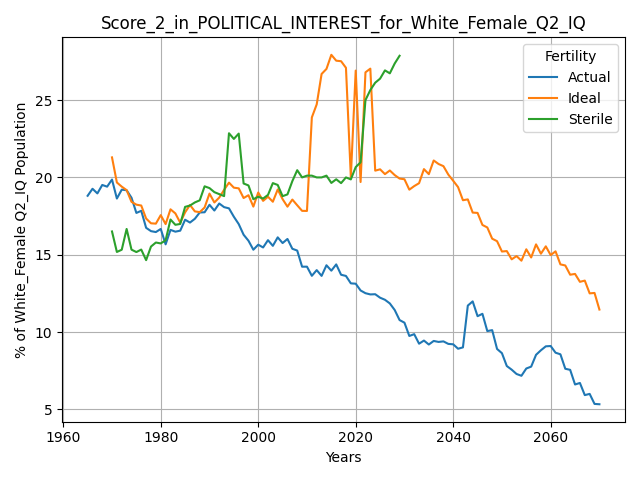 Score_2_in_POLITICAL_INTEREST_for_White_Female_Q2_IQ
% of White_Female Q2_IQ Population
25
20
15
10
5
Fertility
Actual
Ideal
Sterile
1960
1980
2000
2020
2040
2060
Years